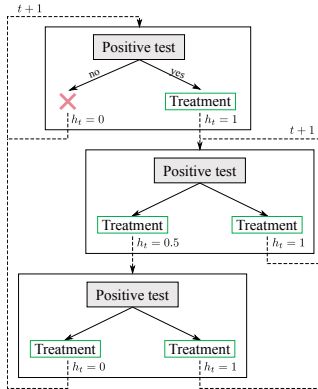 t + 1
Positive test
no
yes
Treatment
h_t = 0
h_t = 1
t + 1
Positive test
Treatment
Treatment
h_t = 0.5
h_t = 1
Positive test
Treatment
Treatment
h_t = 0
h_t = 1